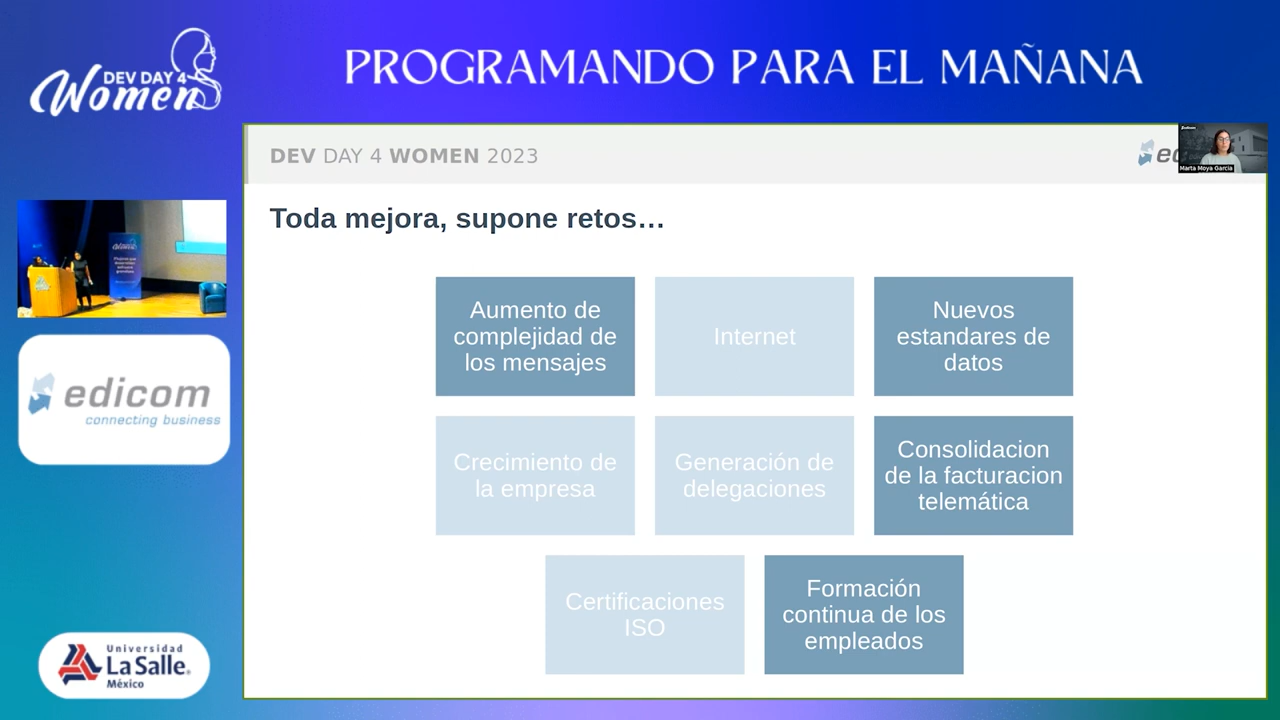 DEV DAY 4
Women
PROGRAMANDO PARA EL MAÑANA
DEV DAY 4 WOMEN 2023
Zoltron
Marta Moya Garcia
Toda mejora, supone retos...
Aumento de
complejidad de
los mensajes
Internet
Nuevos
estandares de
datos
Crecimiento de
la empresa
Generación de
delegaciones
Consolidacion
de la facturacion
telemática
Certificaciones
ISO
Formación
continua de los
empleados
edicom
connecting business
Universidad
La Salle®
México